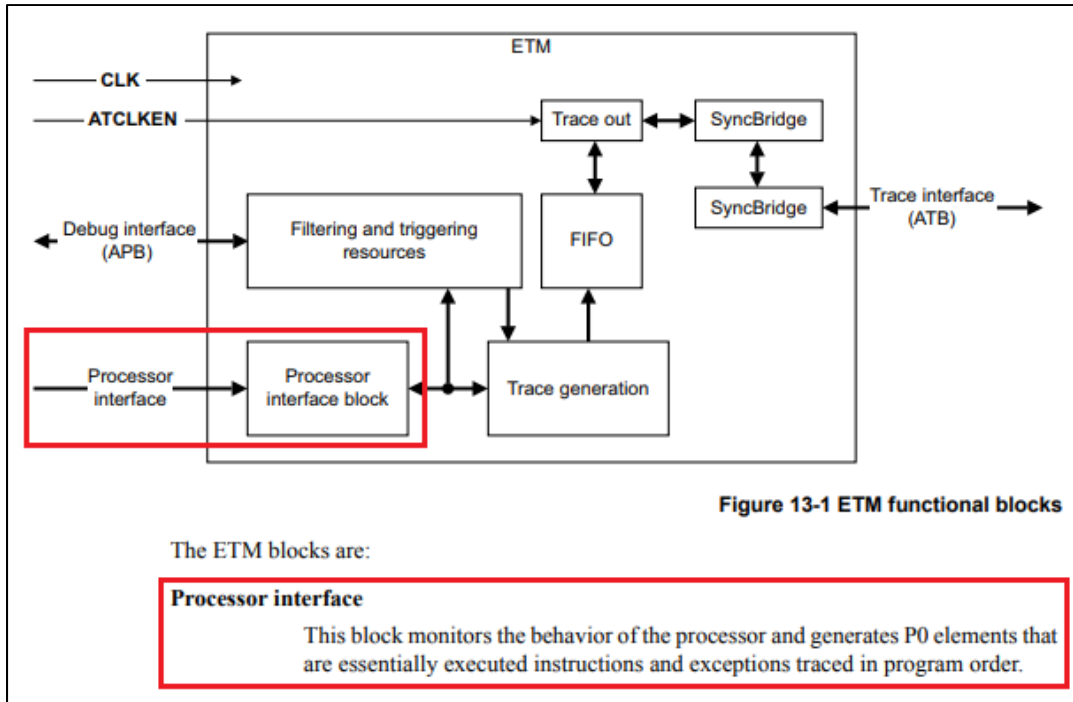 ETM
CLK
ATCLKEN
Trace out
SyncBridge
SyncBridge
Trace interface
(ATB)
Debug interface
(APB)
Filtering and triggering
resources
FIFO
Processor
interface
Processor
interface block
Trace generation
Figure 13-1 ETM functional blocks
The ETM blocks are:
Processor interface
This block monitors the behavior of the processor and generates P0 elements that
are essentially executed instructions and exceptions traced in program order.